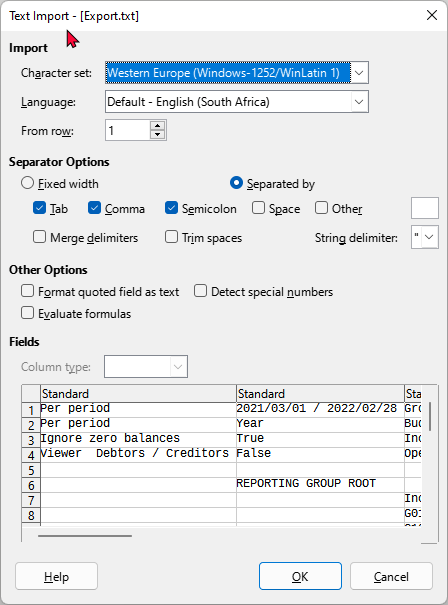 Text Import - [Export.txt]
Import
Character set: Western Europe (Windows-1252/WinLatin 1)
Language: Default - English (South Africa)
From row: 1
Separator Options
Fixed width Separated by
Tab Comma Semicolon Space Other
Merge delimiters Trim spaces String delimiter: "
Other Options
Format quoted field as text Detect special numbers
Evaluate formulas
Fields
Column type:
Standard Standard Sta
1 Per period 2021/03/01 / 2022/02/28 Gro
2 Per period Year Bud
3 Ignore zero balances True Inc
4 Viewer  Debtors / Creditors False Ope
5
6 REPORTING GROUP ROOT
7 Inc
8 G01
Help OK Cancel